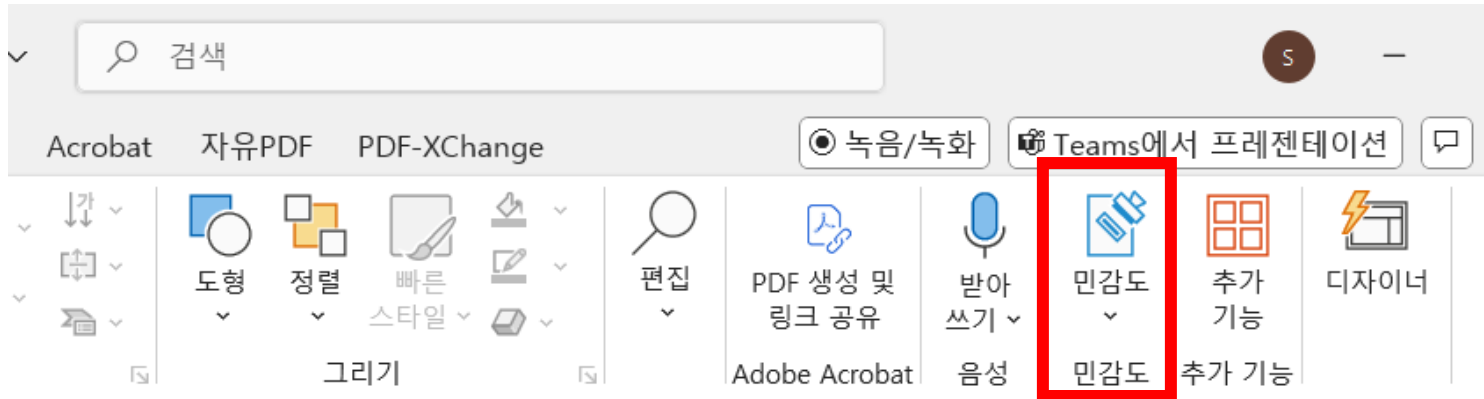 검색
S
Acrobat 자유PDF PDF-XChange 녹음/녹화 Teams에서 프레젠테이션
가
도형 정렬 빠른 스타일 편집 PDF 생성 및 링크 공유 받아 쓰기 민감도 추가 기능 디자이너
그리기 Adobe Acrobat 음성 민감도 추가 기능